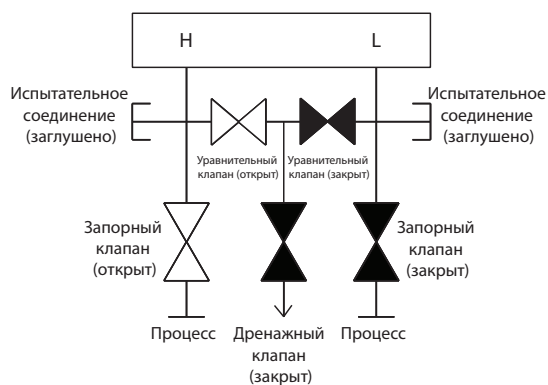 H
L
Испытательное
соединение
(заглушено)
Испытательное
соединение
(заглушено)
Уравнительный
клапан (открыт)
Уравнительный
клапан (закрыт)
Запорный
клапан
(открыт)
Запорный
клапан
(закрыт)
Процесс
Дренажный
клапан
(закрыт)
Процесс